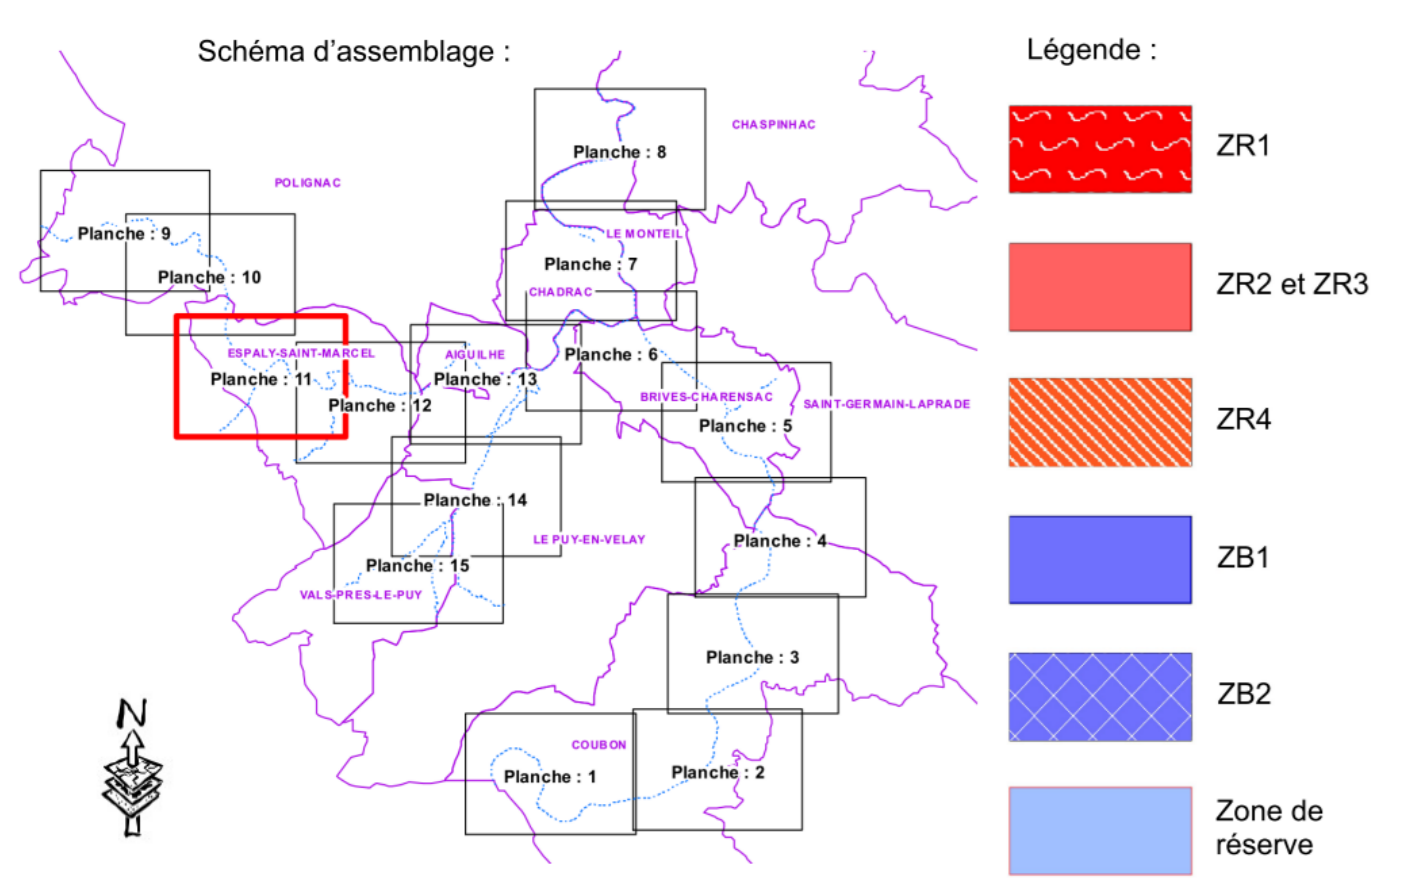 Schéma d'assemblage :
Légende :
CHASPINHAC
Planche : 8
ZR1
POLIGNAC
Planche : 9
LE MONTEIL
Planche : 10
Planche : 7
ZR2 et ZR3
CHADRAC
ESPALY-SAINT-MARCEL
AIGUILHE
Planche : 6
Planche : 11
Planche : 13
Planche : 12
BRIVES-CHARENSAC
SAINT-GERMAIN-LAPRADE
ZR4
Planche : 5
Planche : 14
LE PUY-EN-VELAY
Planche : 4
ZB1
Planche : 15
VALS-PRES-LE-PUY
Planche : 3
ZB2
N
COUBON
Planche : 1
Planche : 2
Zone de
réserve